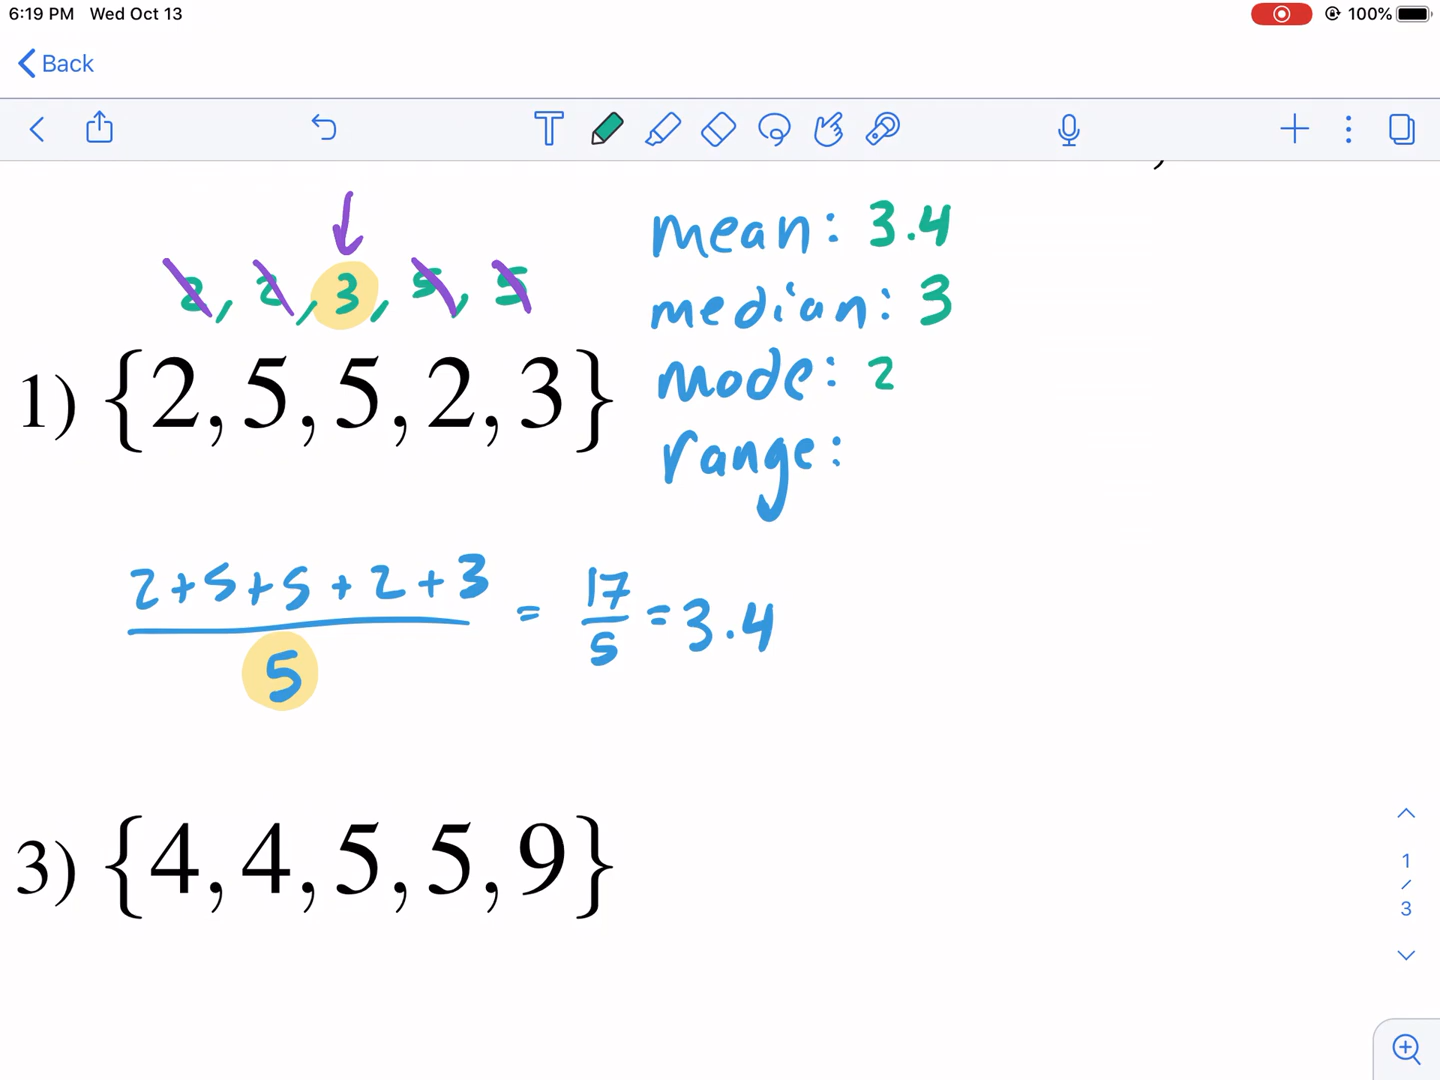 6:19 PM Wed Oct 13 100%
Back
T
2, 2, 3, 5, 5
mean: 3.4
median: 3
mode: 2
range:
1) {2, 5, 5, 2, 3}
2+5+5+2+3
5
= 17/5 = 3.4
3) {4, 4, 5, 5, 9}
1
/
3